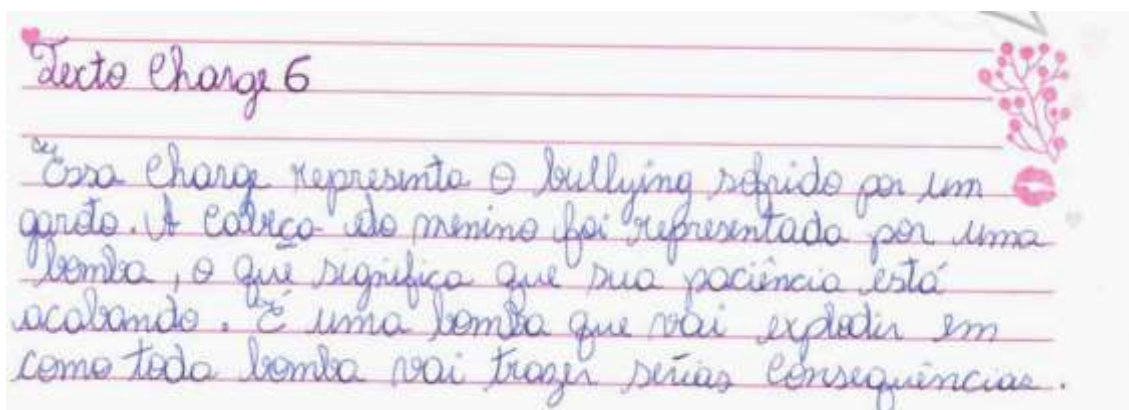 Texto Charge 6
Essa Charge representa o bullying sofrido por um
garoto. A cabeça do menino foi representada por uma
bomba, o que significa que sua paciência está
acabando. É uma bomba que vai explodir em
como toda bomba vai trazer sérias consequências.